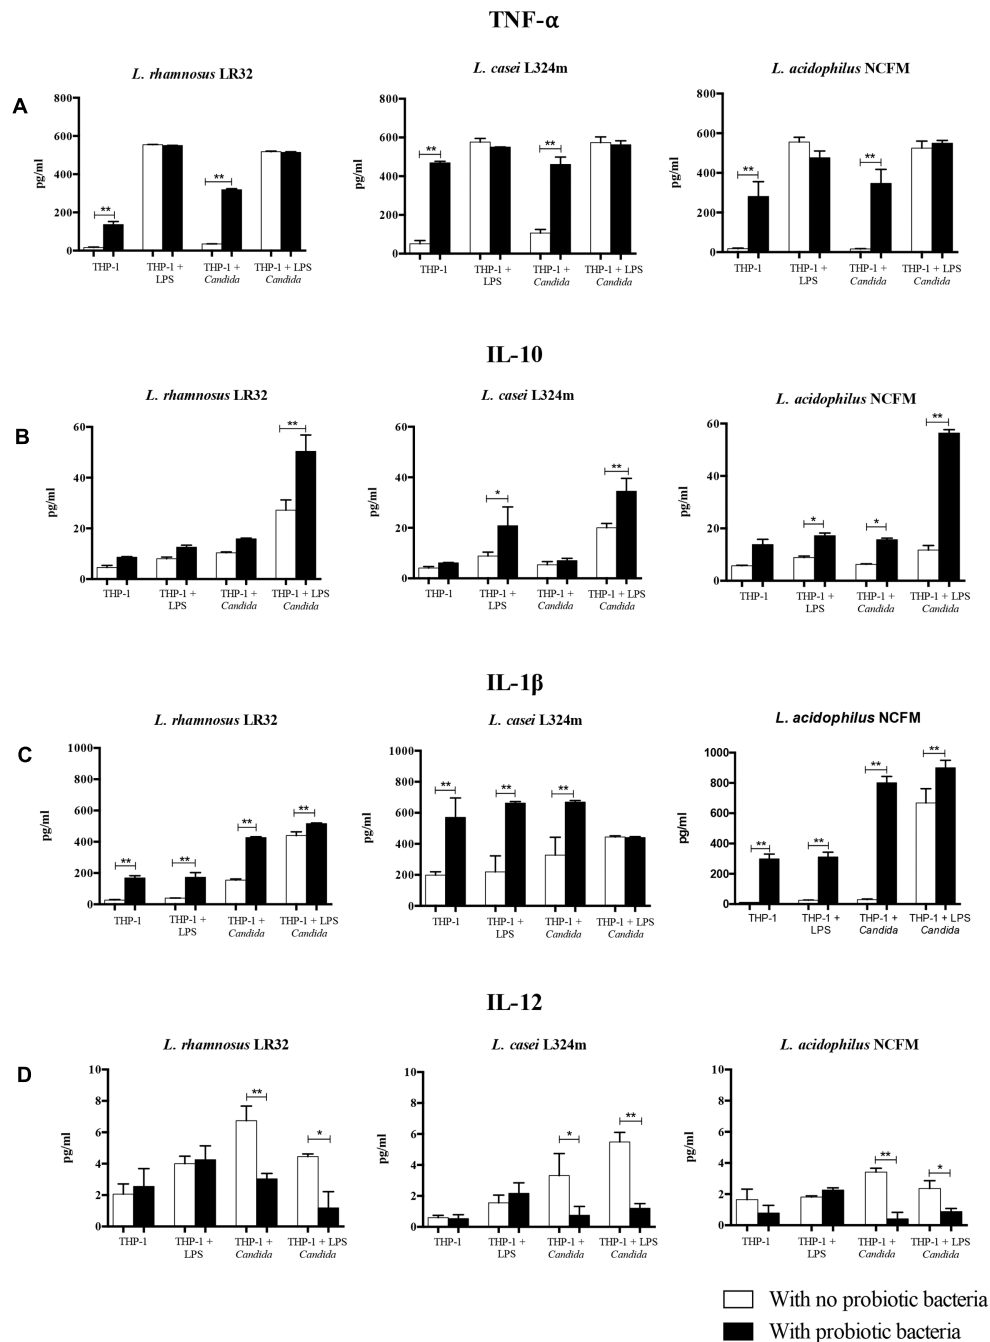 TNF-α
L. rhamnosus LR32
L. casei L324m
L. acidophilus NCFM
A
800
600
400
200
0
pg/ml
**
**
THP-1
THP-1 +
LPS
THP-1 +
Candida
THP-1 + LPS
Candida
800
600
400
200
0
pg/ml
**
**
THP-1
THP-1 +
LPS
THP-1 +
Candida
THP-1 + LPS
Candida
800
600
400
200
0
pg/ml
**
**
THP-1
THP-1 +
LPS
THP-1 +
Candida
THP-1 + LPS
Candida
IL-10
L. rhamnosus LR32
L. casei L324m
L. acidophilus NCFM
B
60
40
20
0
pg/ml
**
THP-1
THP-1 +
LPS
THP-1 +
Candida
THP-1 + LPS
Candida
60
40
20
0
pg/ml
*
**
THP-1
THP-1 +
LPS
THP-1 +
Candida
THP-1 + LPS
Candida
60
40
20
0
pg/ml
*
*
**
THP-1
THP-1 +
LPS
THP-1 +
Candida
THP-1 + LPS
Candida
IL-1β
L. rhamnosus LR32
L. casei L324m
L. acidophilus NCFM
C
1000
800
600
400
200
0
pg/ml
**
**
**
**
THP-1
THP-1 +
LPS
THP-1 +
Candida
THP-1 + LPS
Candida
1000
800
600
400
200
0
pg/ml
**
**
**
THP-1
THP-1 +
LPS
THP-1 +
Candida
THP-1 + LPS
Candida
1000
800
600
400
200
0
pg/ml
**
**
**
**
THP-1
THP-1 +
LPS
THP-1 +
Candida
THP-1 + LPS
Candida
IL-12
L. rhamnosus LR32
L. casei L324m
L. acidophilus NCFM
D
10
8
6
4
2
0
pg/ml
**
*
THP-1
THP-1 +
LPS
THP-1 +
Candida
THP-1 + LPS
Candida
10
8
6
4
2
0
pg/ml
*
**
THP-1
THP-1 +
LPS
THP-1 +
Candida
THP-1 + LPS
Candida
10
8
6
4
2
0
pg/ml
**
*
THP-1
THP-1 +
LPS
THP-1 +
Candida
THP-1 + LPS
Candida
With no probiotic bacteria
With probiotic bacteria